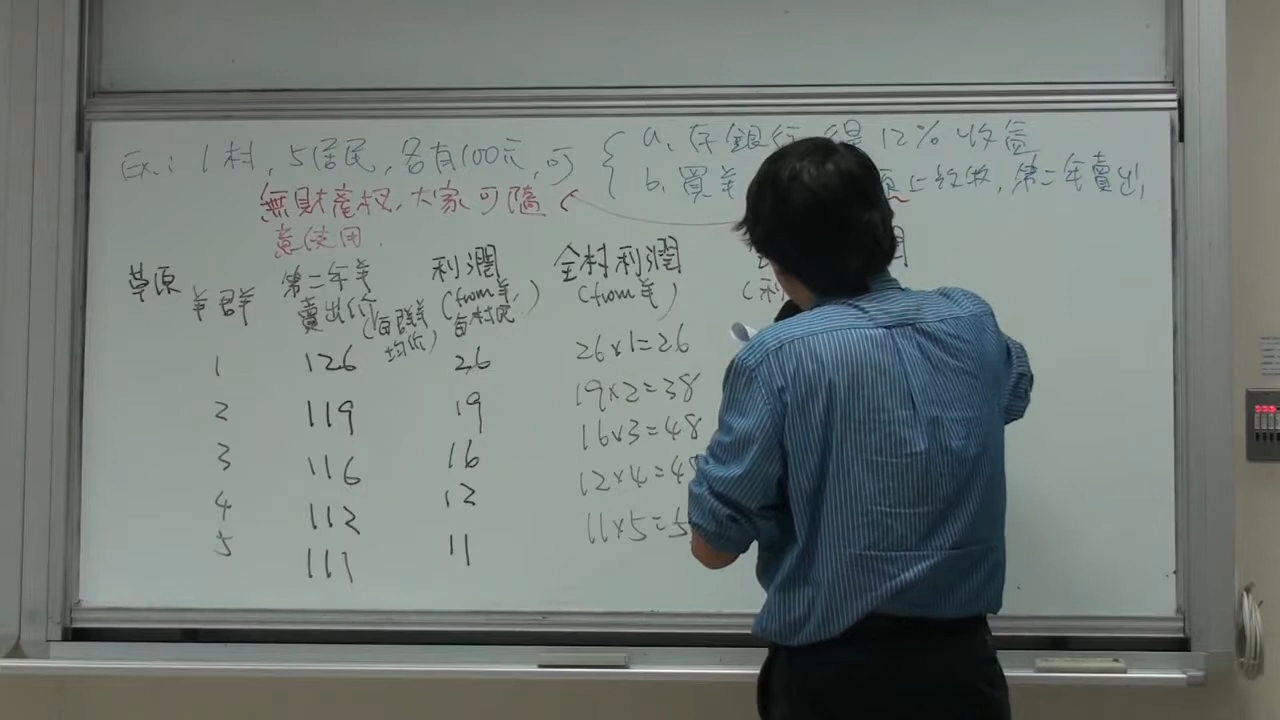 Ex.: 1村, 5居民, 各有100元, 可
a. 存銀行 得12%收益
b. 買羊 原上放牧, 第二年賣出,
無財產权, 大家可隨
意使用.
草原
羊群
第二年羊
賣出價
(每群羊
均價)
利潤
(from羊,
每村民)
全村利潤
(from羊)
1 126 26 26×1=26
2 119 19 19×2=38
3 116 16 16×3=48
4 112 12 12×4=48
5 111 11 11×5=5